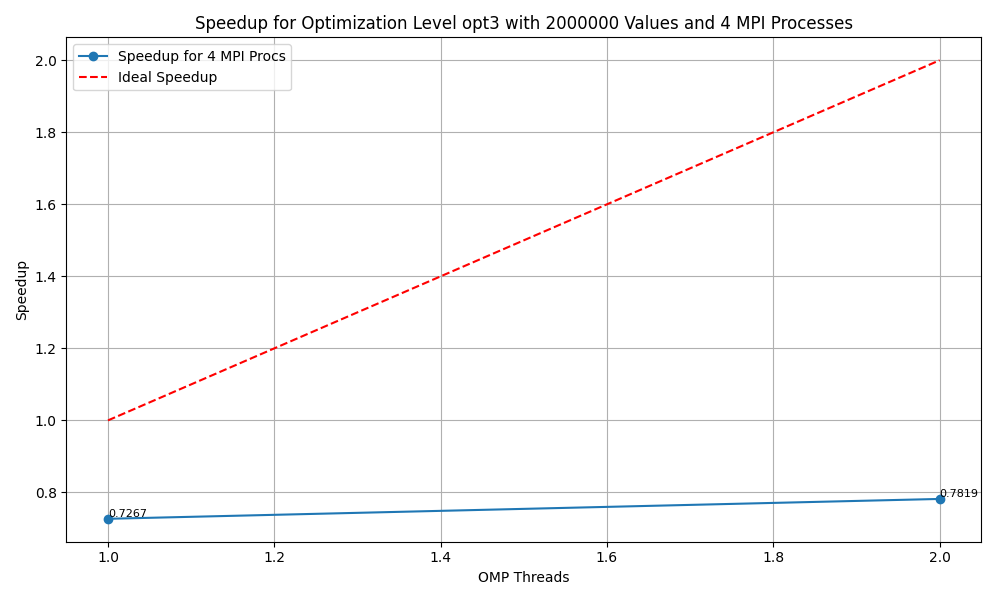 Speedup for Optimization Level opt3 with 2000000 Values and 4 MPI Processes
Speedup for 4 MPI Procs
Ideal Speedup
2.0
1.8
1.6
1.4
1.2
1.0
0.8
Speedup
0.7267
0.7819
1.0 1.2 1.4 1.6 1.8 2.0
OMP Threads